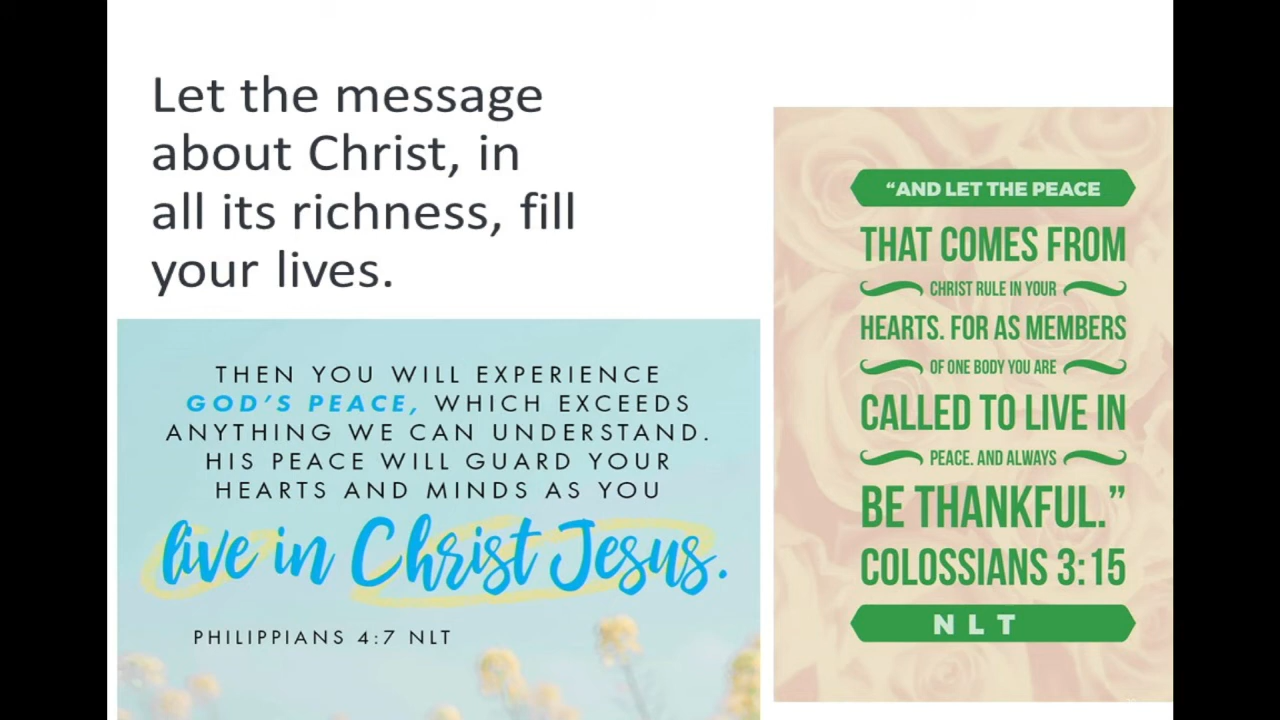 Let the message
about Christ, in
all its richness, fill
your lives.
THEN YOU WILL EXPERIENCE
GOD'S PEACE, WHICH EXCEEDS
ANYTHING WE CAN UNDERSTAND.
HIS PEACE WILL GUARD YOUR
HEARTS AND MINDS AS YOU
live in Christ Jesus.
PHILIPPIANS 4:7 NLT
“AND LET THE PEACE
THAT COMES FROM
CHRIST RULE IN YOUR
HEARTS. FOR AS MEMBERS
OF ONE BODY YOU ARE
CALLED TO LIVE IN
PEACE. AND ALWAYS
BE THANKFUL.”
COLOSSIANS 3:15
NLT